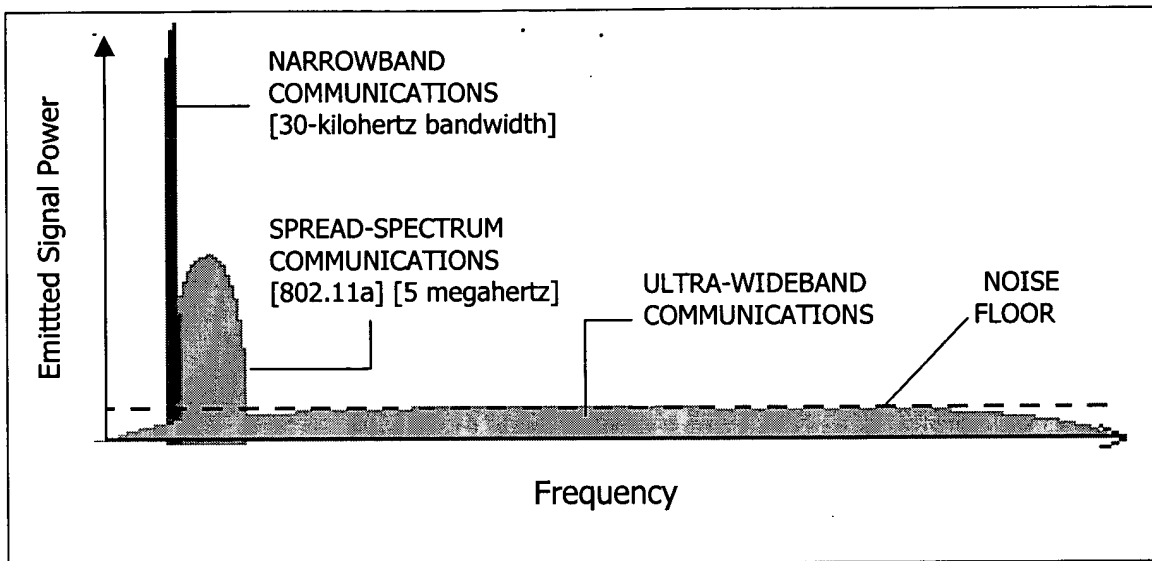 NARROWBAND
COMMUNICATIONS
[30-kilohertz bandwidth]
SPREAD-SPECTRUM
COMMUNICATIONS
[802.11a] [5 megahertz]
ULTRA-WIDEBAND
COMMUNICATIONS
NOISE
FLOOR
Emittted Signal Power
Frequency